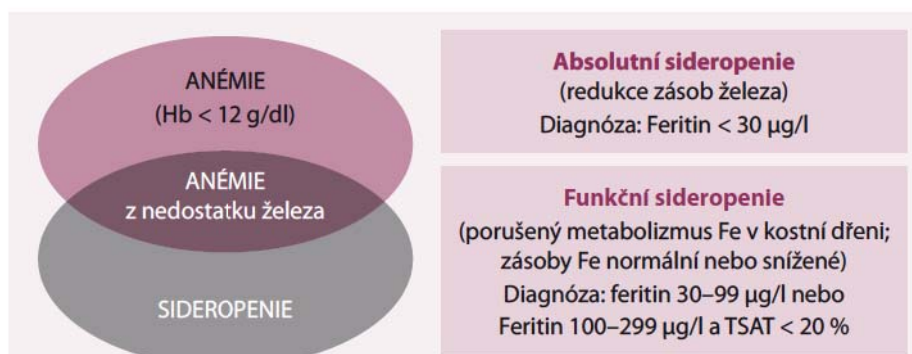 ANÉMIE
(Hb < 12 g/dl)
ANÉMIE
z nedostatku železa
SIDEROPENIE
Absolutní sideropenie
(redukce zásob železa)
Diagnóza: Feritin < 30 µg/l
Funkční sideropenie
(porušený metabolizmus Fe v kostní dřeni;
zásoby Fe normální nebo snížené)
Diagnóza: feritin 30–99 µg/l nebo
Feritin 100–299 µg/l a TSAT < 20 %